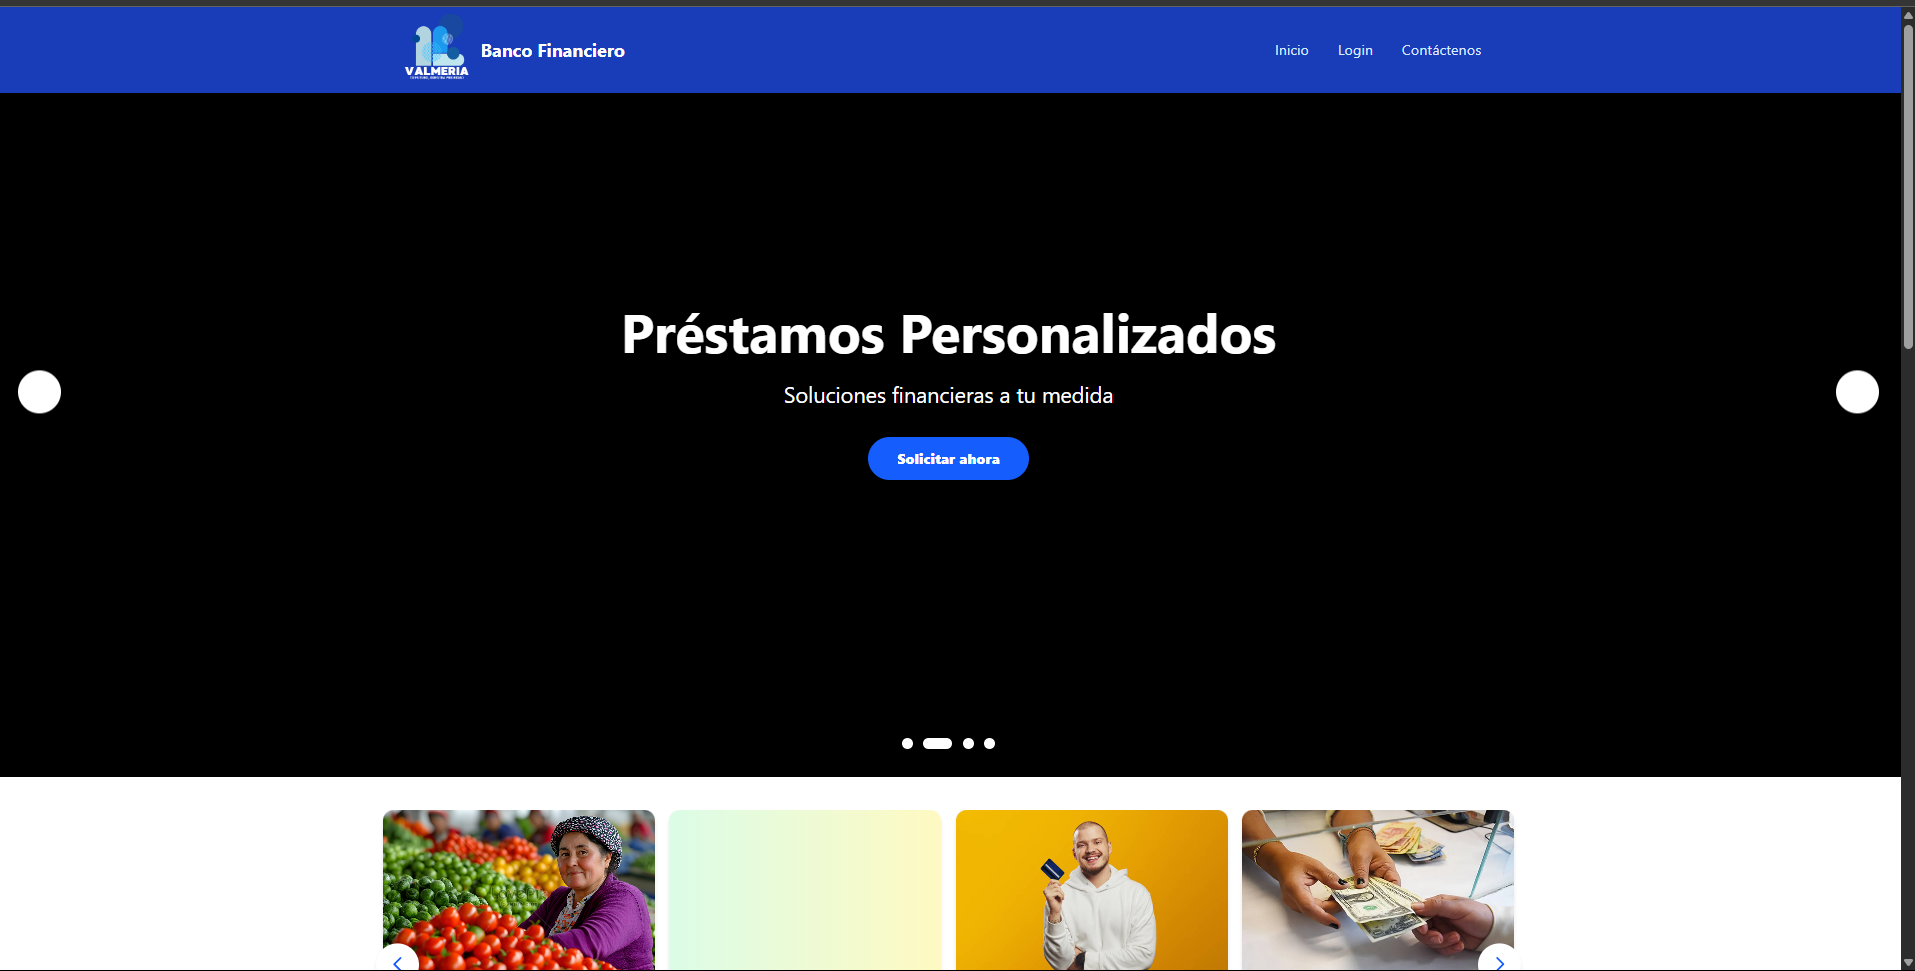 VALMERIA
Banco Financiero
Inicio
Login
Contáctenos
Préstamos Personalizados
Soluciones financieras a tu medida
Solicitar ahora